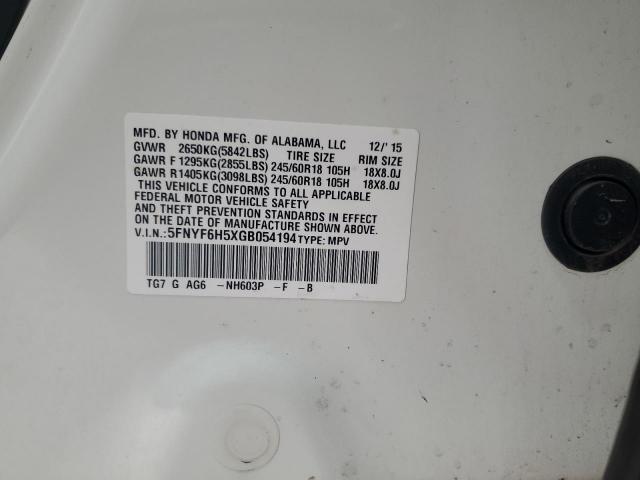 MFD. BY HONDA MFG. OF ALABAMA, LLC 12/'15
GVWR 2650KG(5842LBS) TIRE SIZE RIM SIZE
GAWR F 1295KG(2855LBS) 245/60R18 105H 18X8.0J
GAWR R 1405KG(3098LBS) 245/60R18 105H 18X8.0J
THIS VEHICLE CONFORMS TO ALL APPLICABLE
FEDERAL MOTOR VEHICLE SAFETY
AND THEFT PREVENTION STANDARDS IN EFFECT
ON THE DATE OF MANUFACTURE SHOWN ABOVE.
V.I.N.: 5FNYF6H5XGB054194 TYPE: MPV
TG7 G AG6 -NH603P -F -B